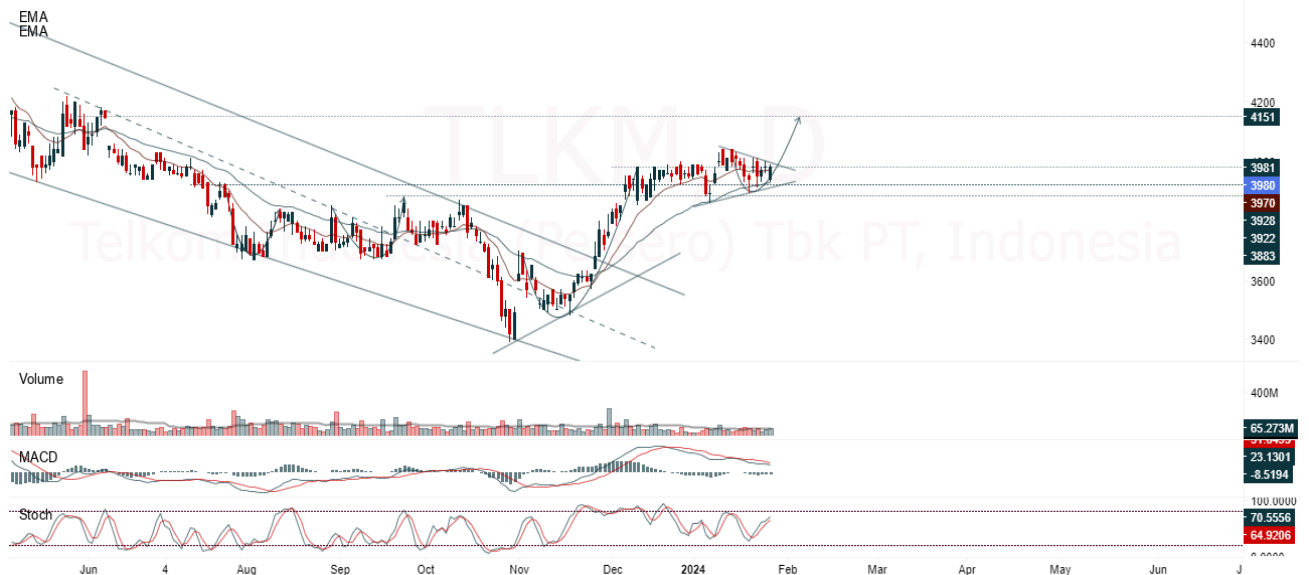 EMA
EMA
TLKM D
Telkom Indonesia (Persero) Tbk PT, Indonesia
4400
4200
4151
3981
3980
3970
3928
3922
3883
3600
3400
Volume
400M
65.273M
MACD
23.1301
-8.5194
Stoch
100.0000
70.5556
64.9206
Jun 4 Aug Sep Oct Nov Dec 2024 Feb Mar Apr May Jun J